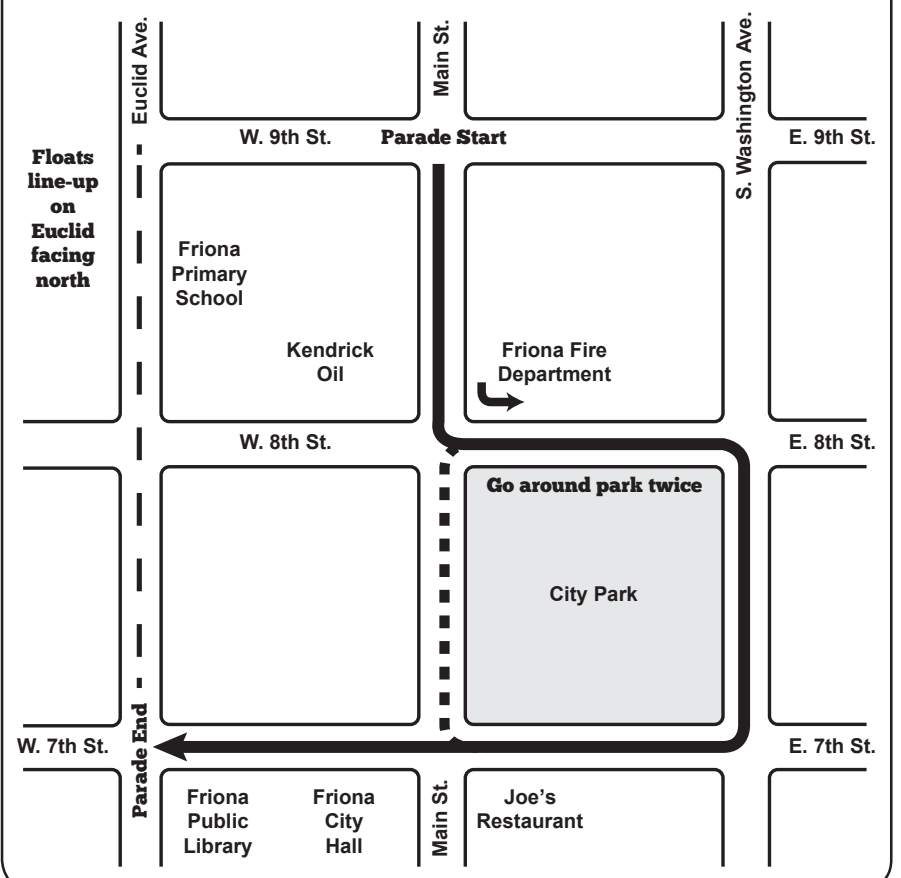 Euclid Ave.
Main St.
S. Washington Ave.
W. 9th St.
Parade Start
E. 9th St.
Floats
line-up
on
Euclid
facing
north
Friona
Primary
School
Kendrick
Oil
Friona Fire
Department
W. 8th St.
E. 8th St.
Go around park twice
City Park
W. 7th St.
Parade End
E. 7th St.
Friona
Public
Library
Friona
City
Hall
Main St.
Joe's
Restaurant